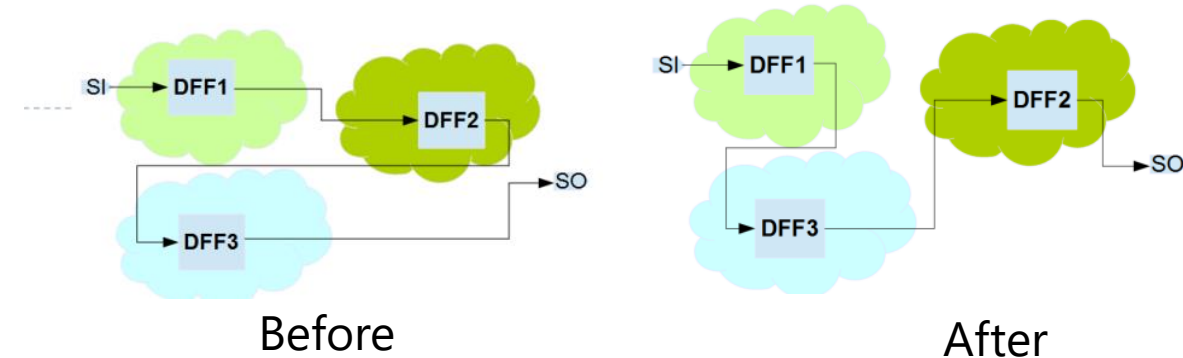 SI
DFF1
DFF2
DFF3
SO
Before
SI
DFF1
DFF2
DFF3
SO
After